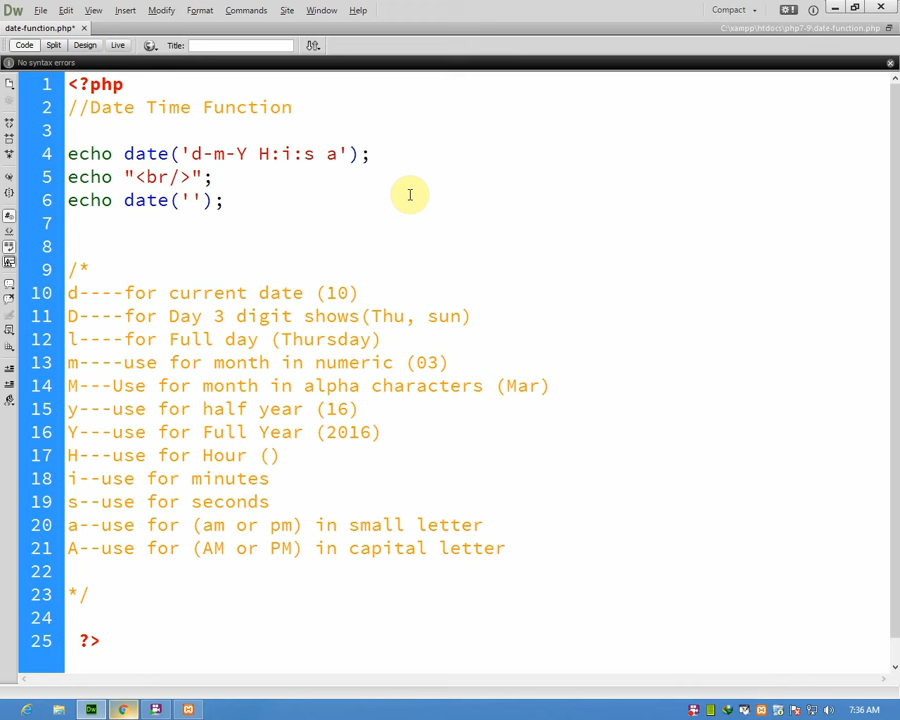 Dw File Edit View Insert Modify Format Commands Site Window Help Compact
date-function.php* × C:\xampp\htdocs\php7-9\date-function.php
Code Split Design Live Title:
No syntax errors
1 <?php
2 //Date Time Function
3
4 echo date('d-m-Y H:i:s a');
5 echo "<br/>";
6 echo date('');
7
8
9 /*
10 d----for current date (10)
11 D----for Day 3 digit shows(Thu, sun)
12 l----for Full day (Thursday)
13 m----use for month in numeric (03)
14 M---Use for month in alpha characters (Mar)
15 y---use for half year (16)
16 Y---use for Full Year (2016)
17 H---use for Hour ()
18 i--use for minutes
19 s--use for seconds
20 a--use for (am or pm) in small letter
21 A--use for (AM or PM) in capital letter
22
23 */
24
25 ?>
Dw 7:36 AM